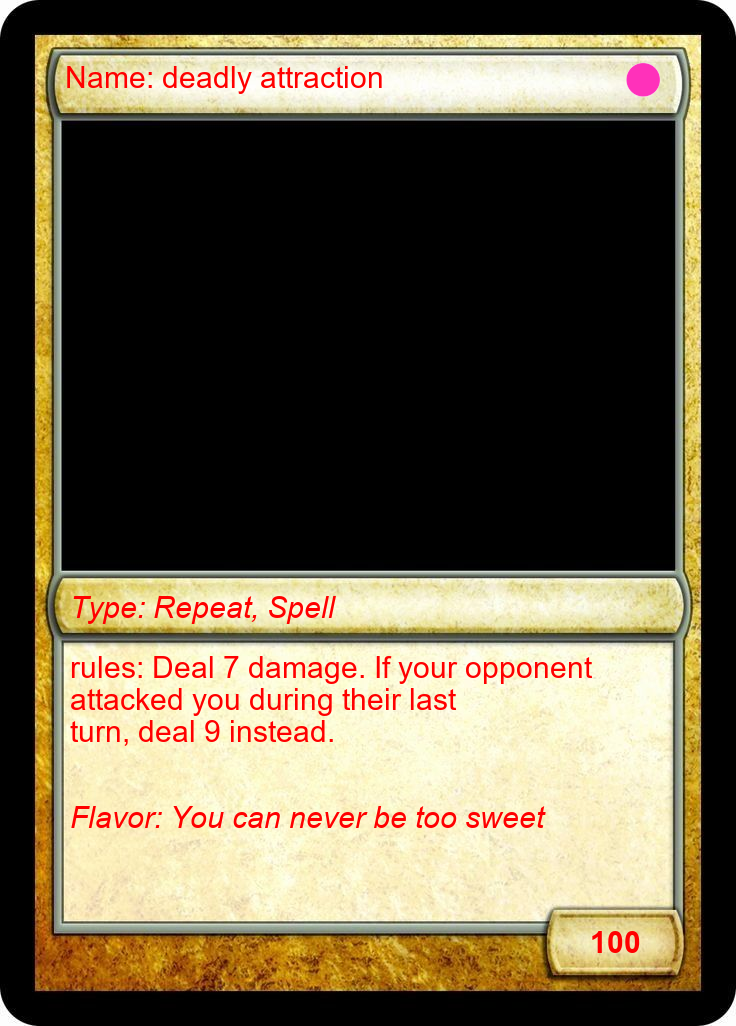 Name: deadly attraction
Type: Repeat, Spell
rules: Deal 7 damage. If your opponent
attacked you during their last
turn, deal 9 instead.
Flavor: You can never be too sweet
100